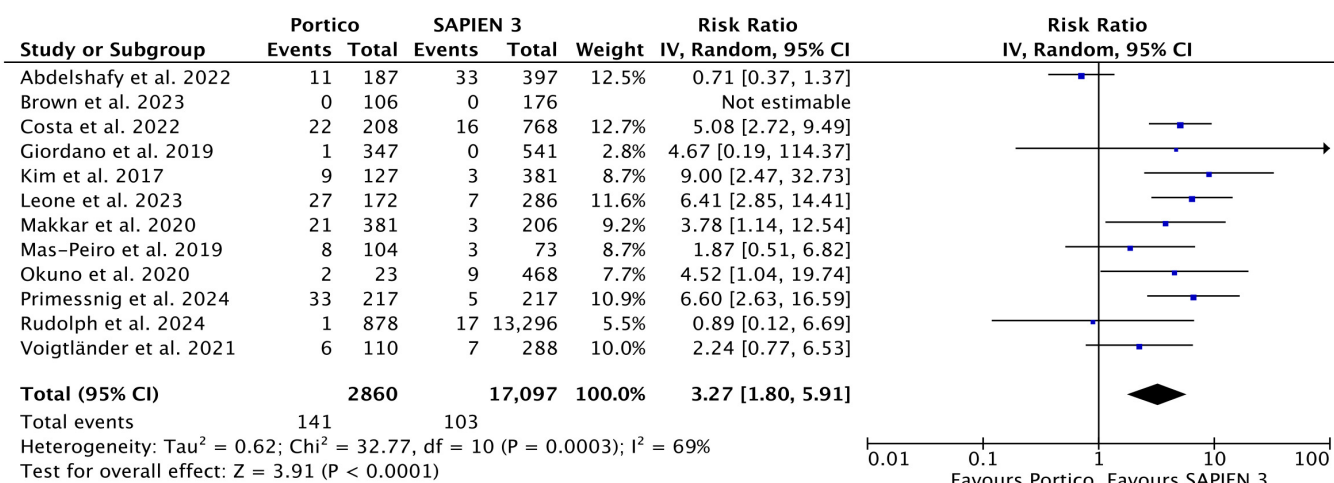 Portico SAPIEN 3 Risk Ratio Risk Ratio
Study or Subgroup Events Total Events Total Weight IV, Random, 95% CI IV, Random, 95% CI
Abdelshafy et al. 2022 11 187 33 397 12.5% 0.71 [0.37, 1.37]
Brown et al. 2023 0 106 0 176 Not estimable
Costa et al. 2022 22 208 16 768 12.7% 5.08 [2.72, 9.49]
Giordano et al. 2019 1 347 0 541 2.8% 4.67 [0.19, 114.37]
Kim et al. 2017 9 127 3 381 8.7% 9.00 [2.47, 32.73]
Leone et al. 2023 27 172 7 286 11.6% 6.41 [2.85, 14.41]
Makkar et al. 2020 21 381 3 206 9.2% 3.78 [1.14, 12.54]
Mas-Peiro et al. 2019 8 104 3 73 8.7% 1.87 [0.51, 6.82]
Okuno et al. 2020 2 23 9 468 7.7% 4.52 [1.04, 19.74]
Primessnig et al. 2024 33 217 5 217 10.9% 6.60 [2.63, 16.59]
Rudolph et al. 2024 1 878 17 13,296 5.5% 0.89 [0.12, 6.69]
Voigtländer et al. 2021 6 110 7 288 10.0% 2.24 [0.77, 6.53]
Total (95% CI) 2860 17,097 100.0% 3.27 [1.80, 5.91]
Total events 141 103
Heterogeneity: Tau² = 0.62; Chi² = 32.77, df = 10 (P = 0.0003); I² = 69%
Test for overall effect: Z = 3.91 (P < 0.0001)
0.01 0.1 1 10 100
Favours Portico Favours SAPIEN 3